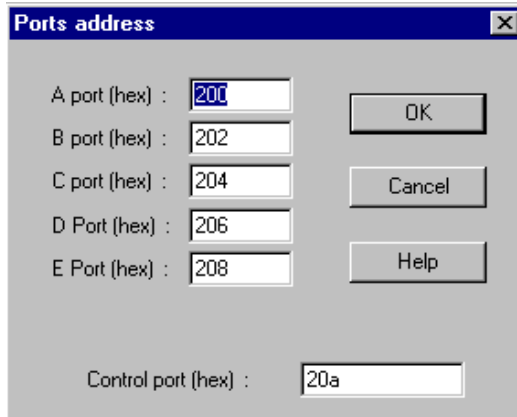 Ports address
A port (hex) : 200
B port (hex) : 202
C port (hex) : 204
D Port (hex) : 206
E Port (hex) : 208
OK
Cancel
Help
Control port (hex) : 20a